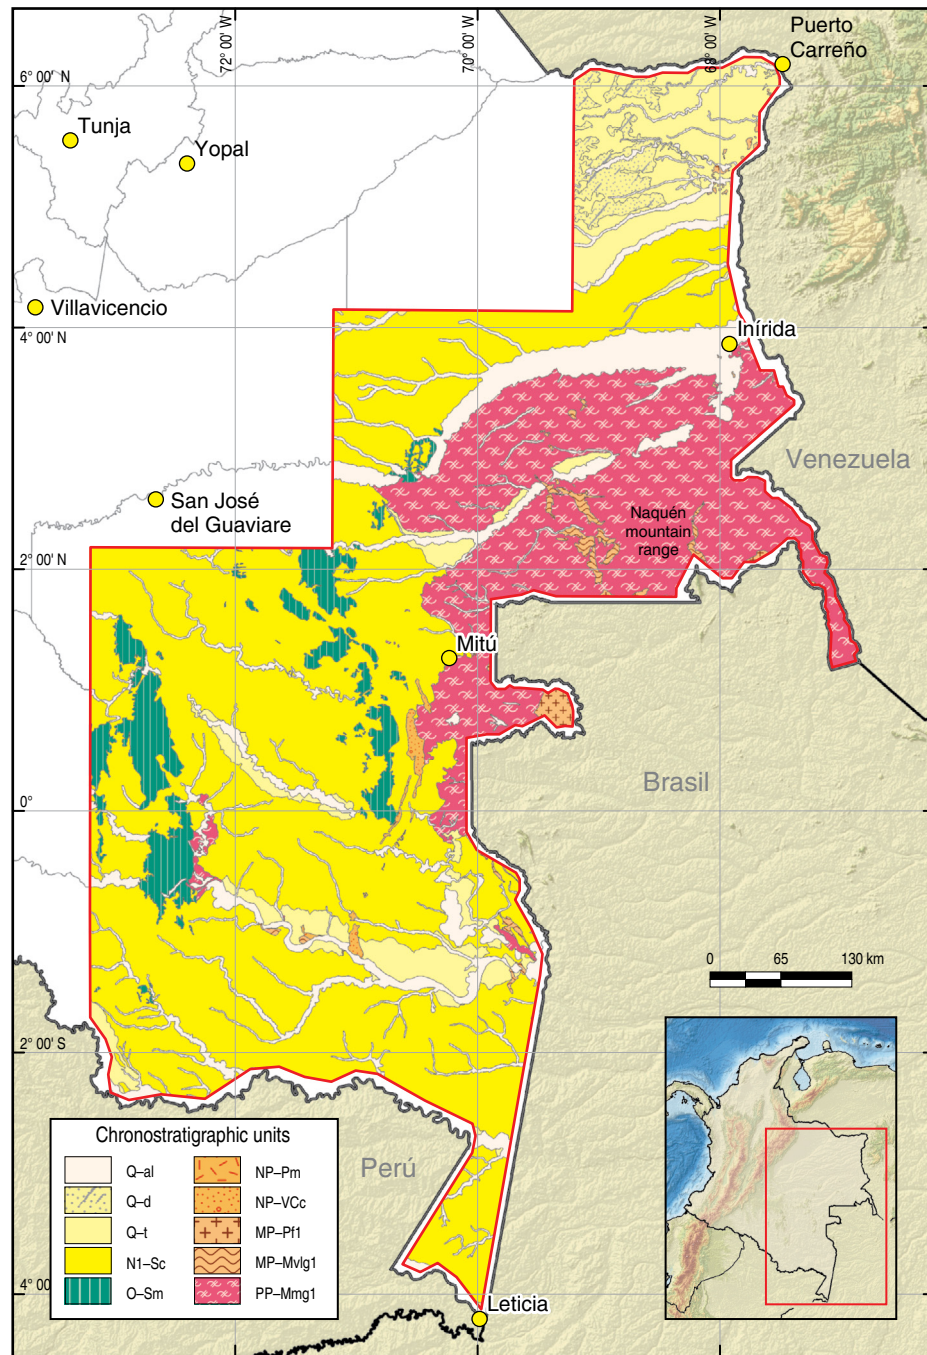 72° 00' W
70° 00' W
68° 00' W
Puerto
Carreño
6° 00' N
Tunja
Yopal
Villavicencio
4° 00' N
Inírida
Venezuela
San José
del Guaviare
Naquén
mountain
range
2° 00' N
Mitú
Brasil
0°
0 65 130 km
2° 00' S
Chronostratigraphic units
Q–al
Q–d
Q–t
N1–Sc
O–Sm
NP–Pm
NP–VCc
MP–Pf1
MP–Mvlg1
PP–Mmg1
Perú
4° 00'
Leticia